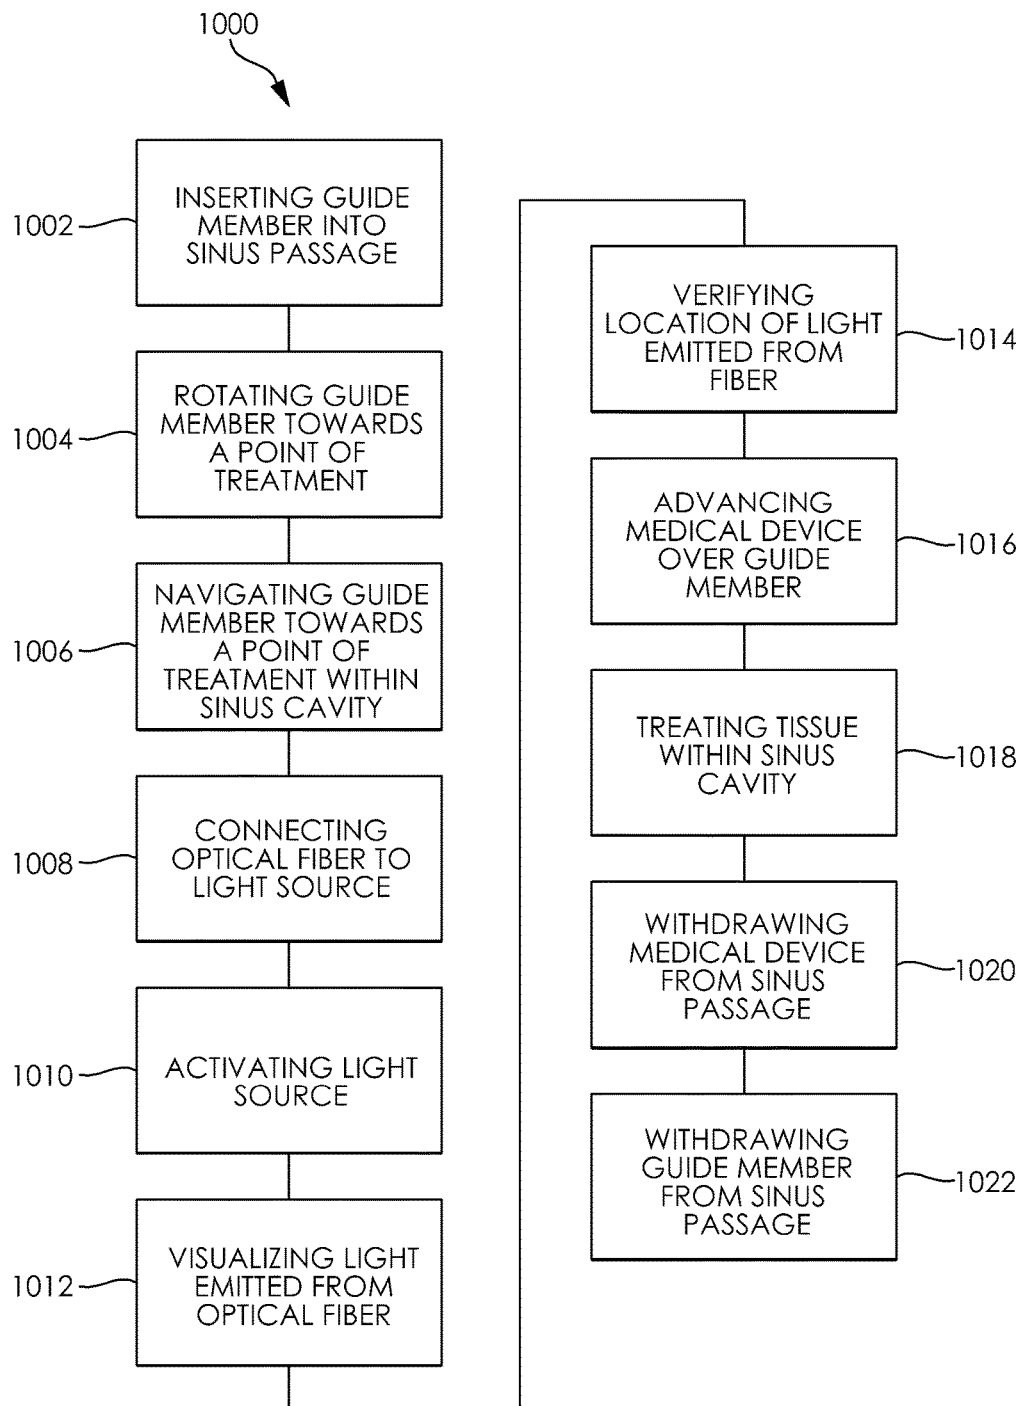 1000
1002
INSERTING GUIDE
MEMBER INTO
SINUS PASSAGE
1004
ROTATING GUIDE
MEMBER TOWARDS
A POINT OF
TREATMENT
1006
NAVIGATING GUIDE
MEMBER TOWARDS
A POINT OF
TREATMENT WITHIN
SINUS CAVITY
1008
CONNECTING
OPTICAL FIBER TO
LIGHT SOURCE
1010
ACTIVATING LIGHT
SOURCE
1012
VISUALIZING LIGHT
EMITTED FROM
OPTICAL FIBER
VERIFYING
LOCATION OF LIGHT
EMITTED FROM
FIBER
1014
ADVANCING
MEDICAL DEVICE
OVER GUIDE
MEMBER
1016
TREATING TISSUE
WITHIN SINUS
CAVITY
1018
WITHDRAWING
MEDICAL DEVICE
FROM SINUS
PASSAGE
1020
WITHDRAWING
GUIDE MEMBER
FROM SINUS
PASSAGE
1022